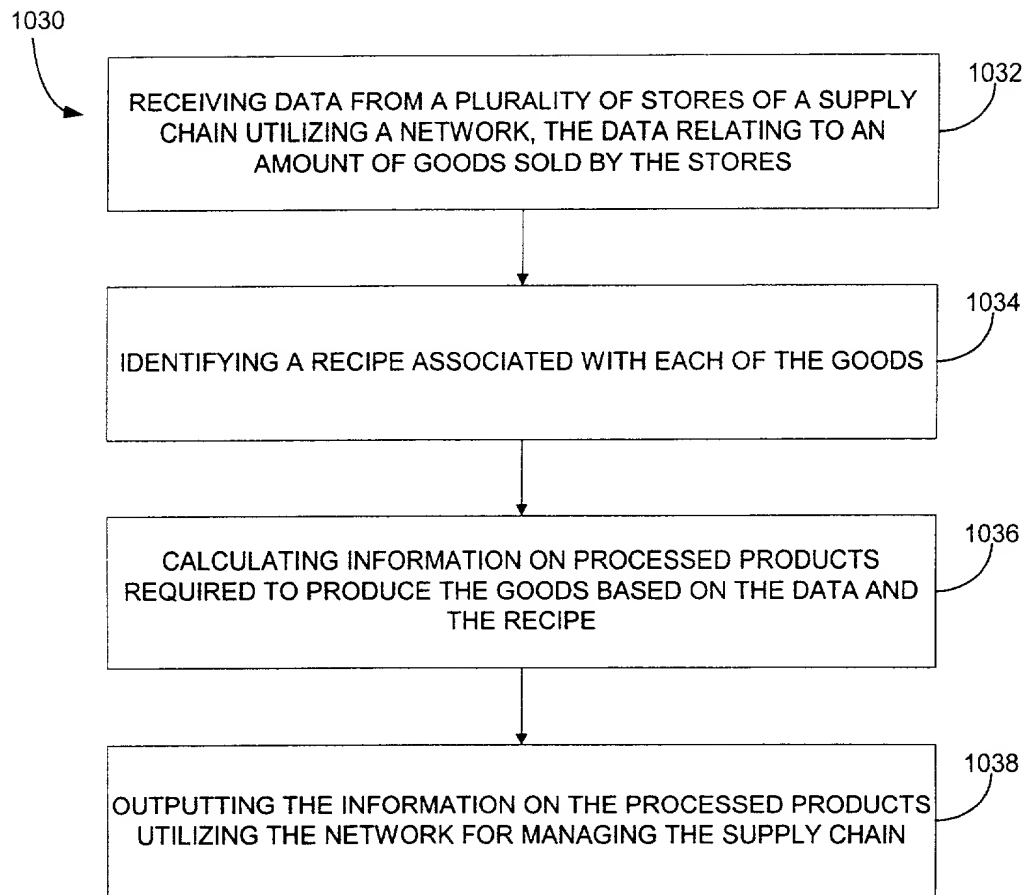 1030
1032
RECEIVING DATA FROM A PLURALITY OF STORES OF A SUPPLY
CHAIN UTILIZING A NETWORK, THE DATA RELATING TO AN
AMOUNT OF GOODS SOLD BY THE STORES
1034
IDENTIFYING A RECIPE ASSOCIATED WITH EACH OF THE GOODS
1036
CALCULATING INFORMATION ON PROCESSED PRODUCTS
REQUIRED TO PRODUCE THE GOODS BASED ON THE DATA AND
THE RECIPE
1038
OUTPUTTING THE INFORMATION ON THE PROCESSED PRODUCTS
UTILIZING THE NETWORK FOR MANAGING THE SUPPLY CHAIN